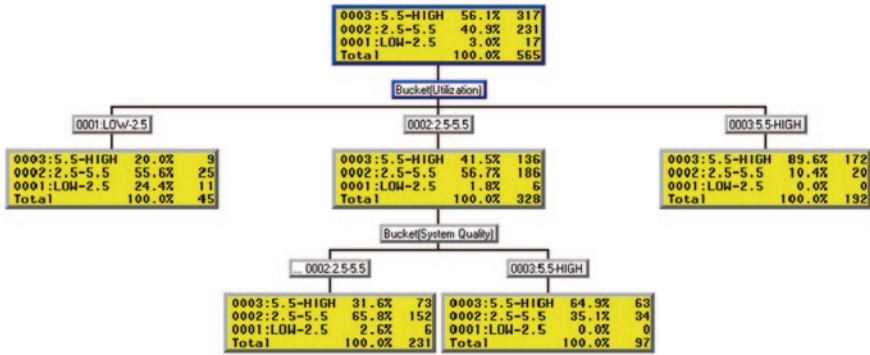 0003:5.5-HIGH 56.1% 317
0002:2.5-5.5 40.9% 231
0001:LOW-2.5 3.0% 17
Total 100.0% 565
Bucket(Utilization)
0001:LOW-2.5
0002:2.5-5.5
0003:5.5-HIGH
0003:5.5-HIGH 20.0% 9
0002:2.5-5.5 55.6% 25
0001:LOW-2.5 24.4% 11
Total 100.0% 45
0003:5.5-HIGH 41.5% 136
0002:2.5-5.5 56.7% 186
0001:LOW-2.5 1.8% 6
Total 100.0% 328
0003:5.5-HIGH 89.6% 172
0002:2.5-5.5 10.4% 20
0001:LOW-2.5 0.0% 0
Total 100.0% 192
Bucket(System Quality)
... 0002:2.5-5.5
0003:5.5-HIGH
0003:5.5-HIGH 31.6% 73
0002:2.5-5.5 65.8% 152
0001:LOW-2.5 2.6% 6
Total 100.0% 231
0003:5.5-HIGH 64.9% 63
0002:2.5-5.5 35.1% 34
0001:LOW-2.5 0.0% 0
Total 100.0% 97